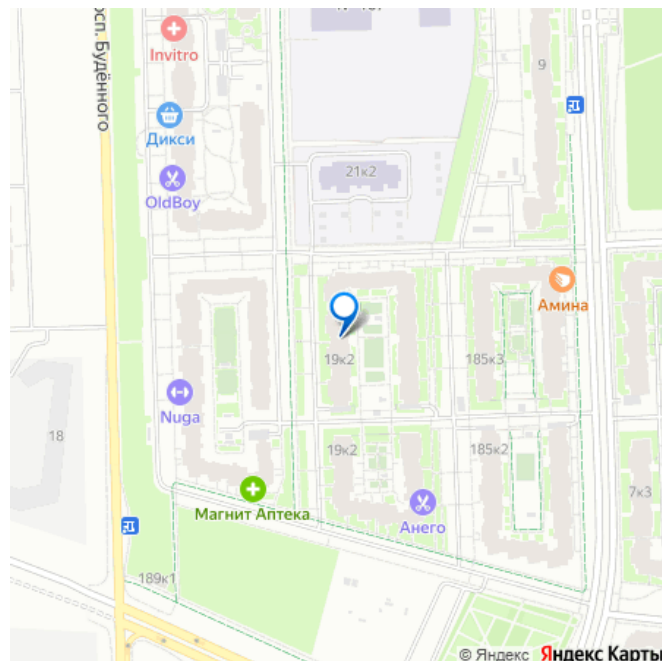 Invitro
9
просп. Будённого
Дикси
21к2
OldBoy
Амина
19к2
185к3
Nuga
18
19к2
185к2
7к3
Магнит Аптека
Анего
189к1
© Яндекс Яндекс Карты